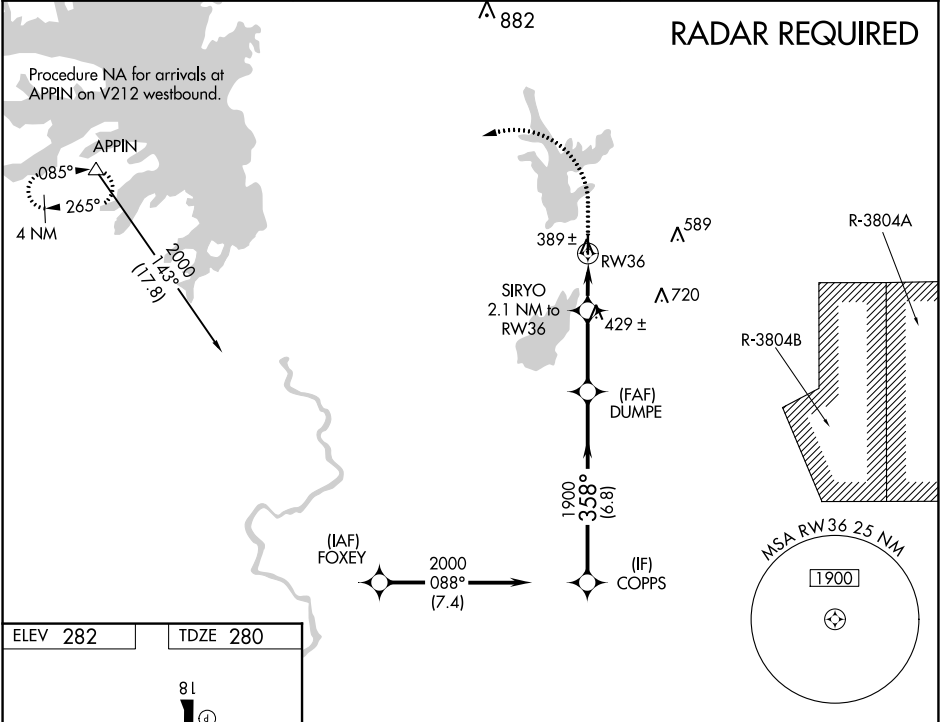 882
RADAR REQUIRED
Procedure NA for arrivals at
APPIN on V212 westbound.
APPIN
085°
265°
4 NM
2000
143°
(17.8)
389 ±
RW36
589
720
SIRYO
2.1 NM to
RW36
429 ±
R-3804A
R-3804B
(FAF)
DUMPE
1900
358°
(6.8)
(IAF)
FOXEY
2000
088°
(7.4)
(IF)
COPPS
MSA RW36 25 NM
1900
ELEV 282
TDZE 280
18
P